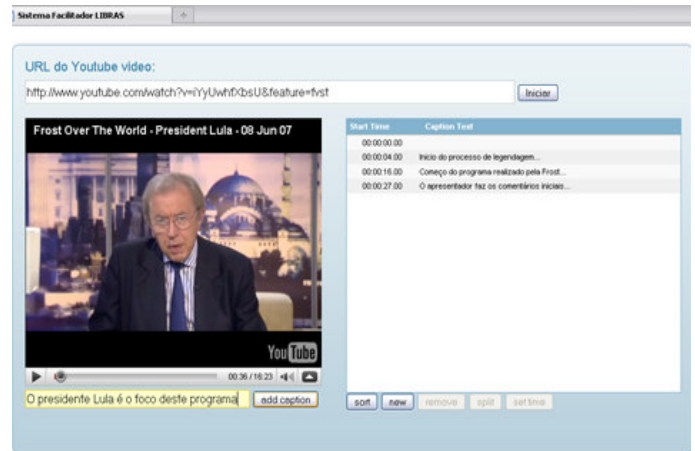 Sistema Facilitador LIBRAS
URL do Youtube video:
http://www.youtube.com/watch?v=iYyUwhfXbsU&feature=fvst
Iniciar
Frost Over The World - President Lula - 08 Jun 07
YouTube
00:36 / 16:23
O presidente Lula é o foco deste programa
add caption
Start Time Caption Text
00:00:00.00
00:00:04.00 Início do processo de legendagem...
00:00:16.00 Começo do programa realizado pela Frost...
00:00:27.00 O apresentador faz os comentários iniciais...
sort new remove split set time